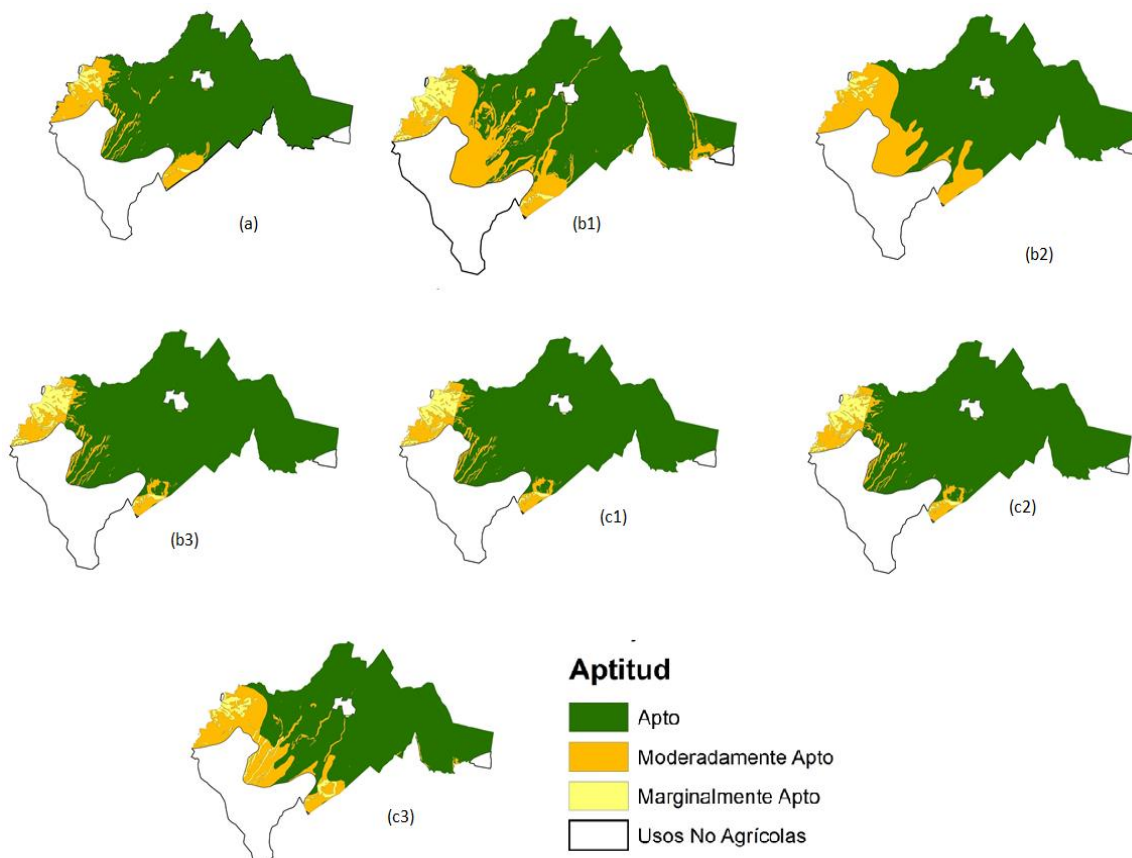 (a)
(b1)
(b2)
(b3)
(c1)
(c2)
(c3)
Aptitud
Apto
Moderadamente Apto
Marginalmente Apto
Usos No Agrícolas